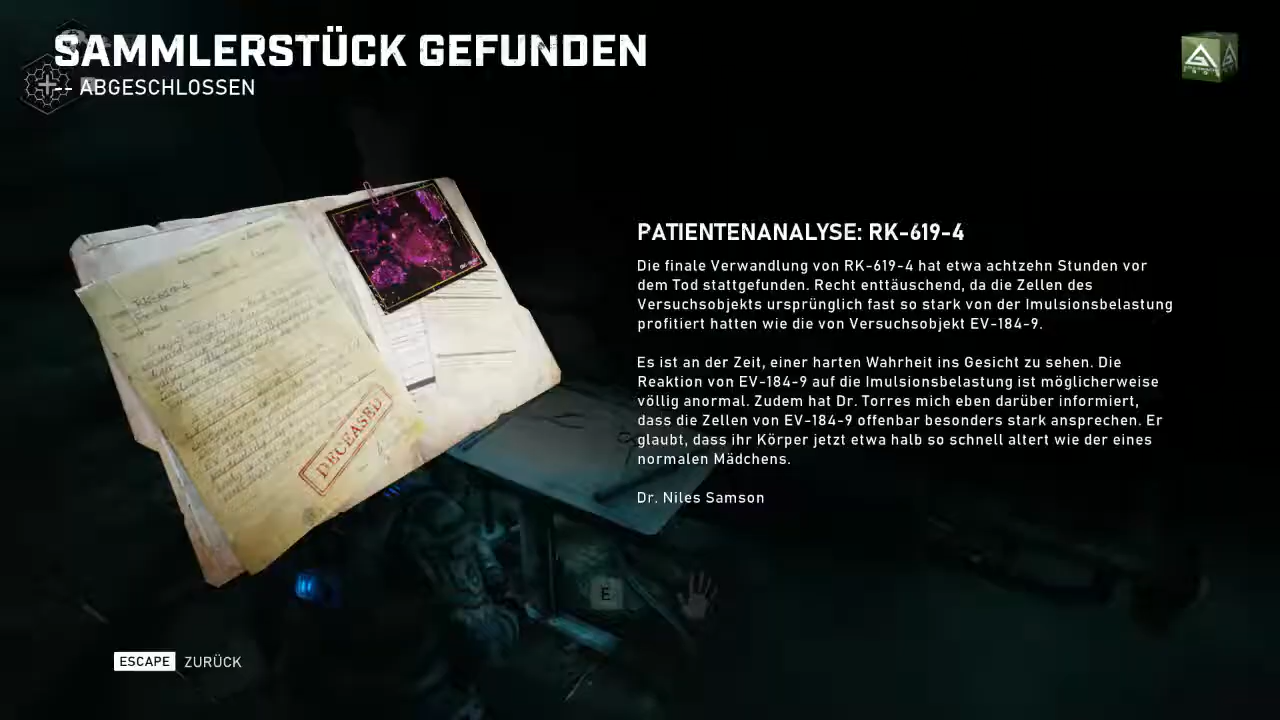 SAMMLERSTÜCK GEFUNDEN
-- ABGESCHLOSSEN
PATIENTENANALYSE: RK-619-4
Die finale Verwandlung von RK-619-4 hat etwa achtzehn Stunden vor
dem Tod stattgefunden. Recht enttäuschend, da die Zellen des
Versuchsobjekts ursprünglich fast so stark von der Imulsionsbelastung
profitiert hatten wie die von Versuchsobjekt EV-184-9.
Es ist an der Zeit, einer harten Wahrheit ins Gesicht zu sehen. Die
Reaktion von EV-184-9 auf die Imulsionsbelastung ist möglicherweise
völlig anormal. Zudem hat Dr. Torres mich eben darüber informiert,
dass die Zellen von EV-184-9 offenbar besonders stark ansprechen. Er
glaubt, dass ihr Körper jetzt etwa halb so schnell altert wie der eines
normalen Mädchens.
Dr. Niles Samson
RK-619-4
DECEASED
E
ESCAPE ZURÜCK